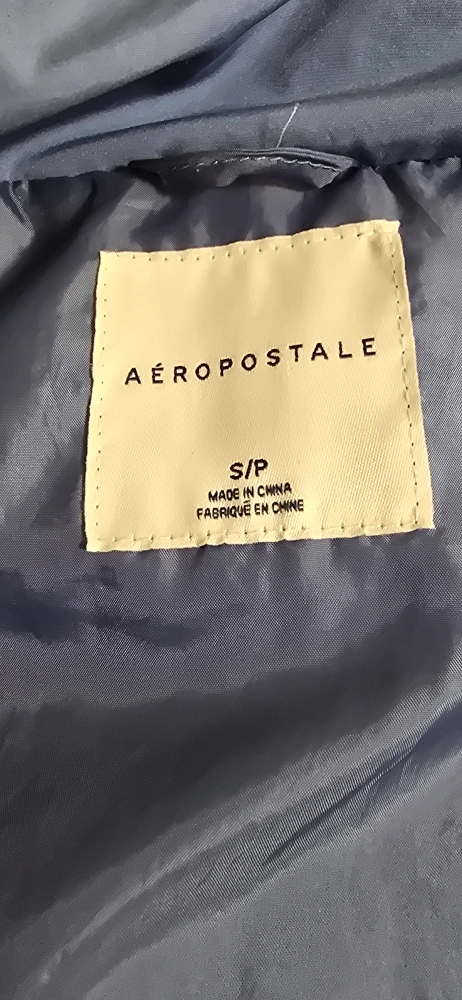 AÉROPOSTALE
S/P
MADE IN CHINA
FABRIQUÉ EN CHINE